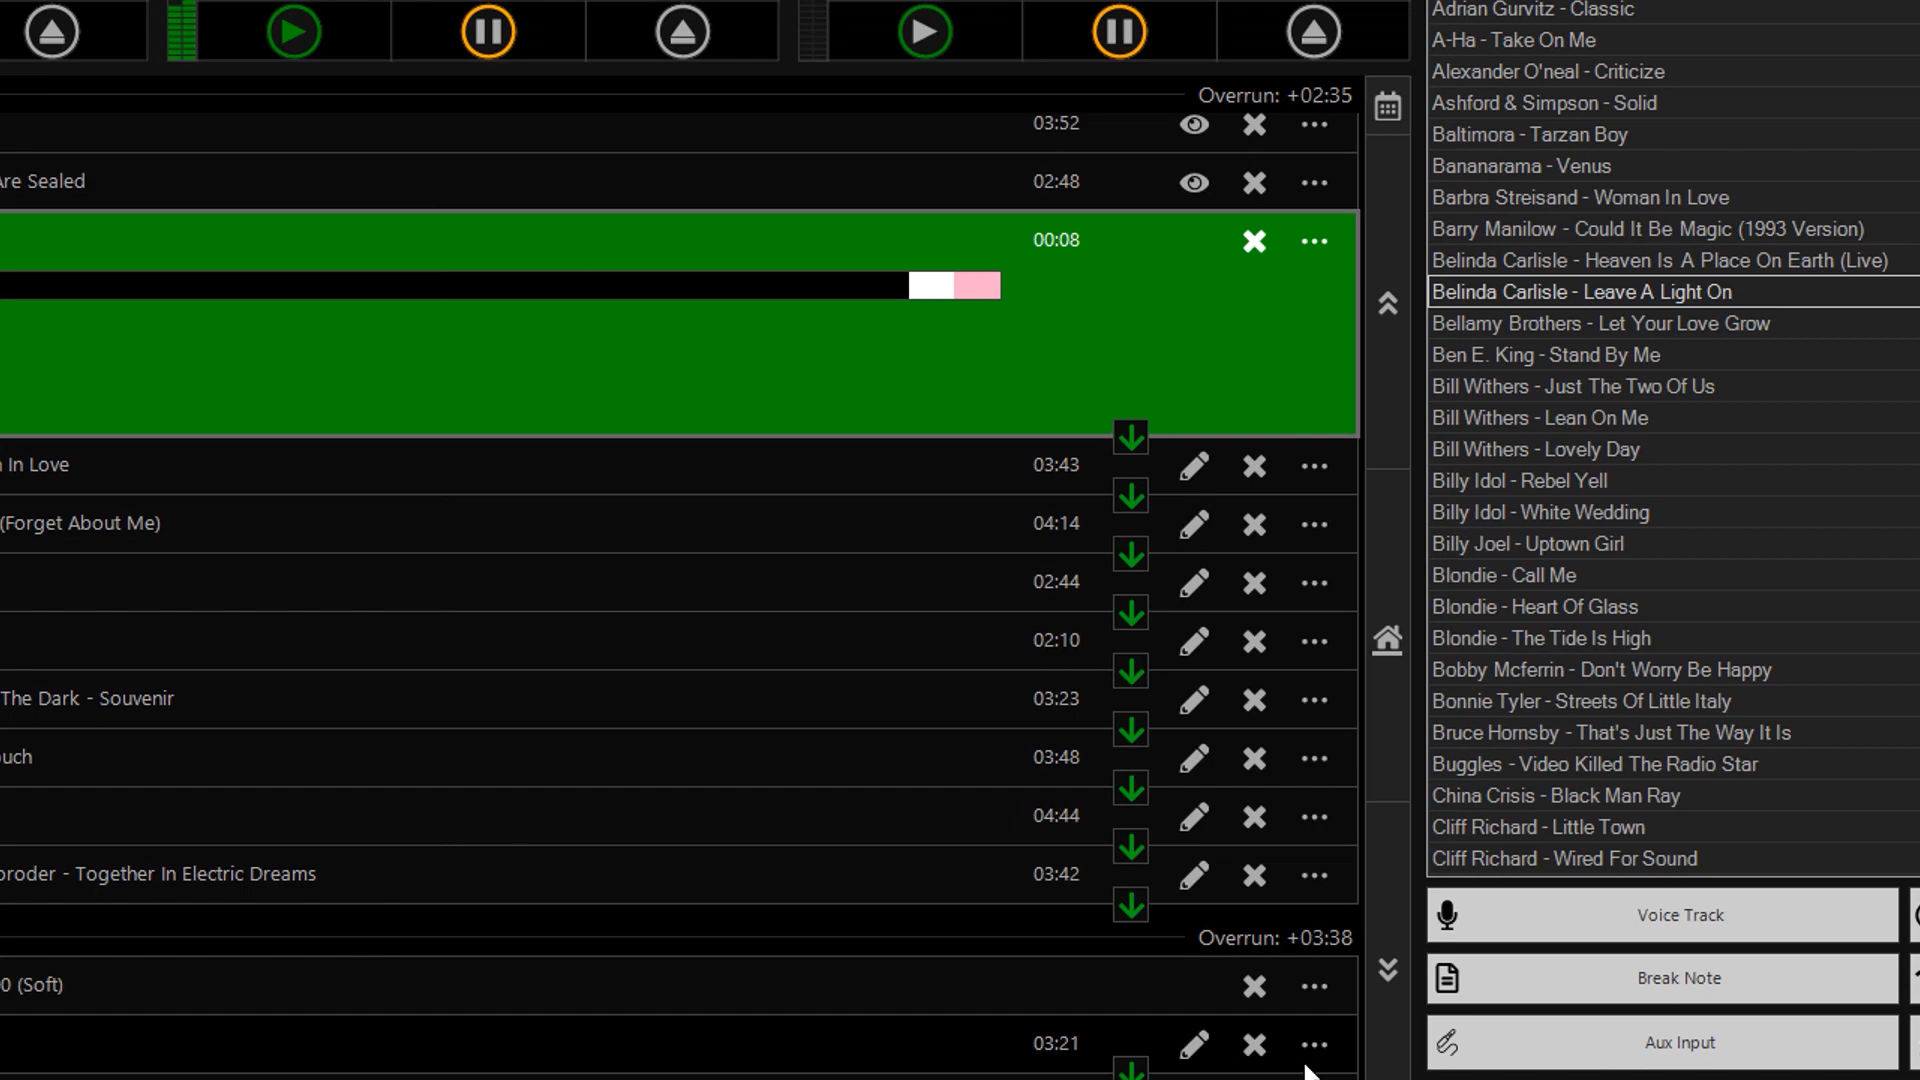 Overrun: +02:35
03:52
Are Sealed 02:48
00:08
In Love 03:43
(Forget About Me) 04:14
02:44
02:10
The Dark - Souvenir 03:23
ouch 03:48
04:44
oroder - Together In Electric Dreams 03:42
Overrun: +03:38
0 (Soft)
03:21
Adrian Gurvitz - Classic
A-Ha - Take On Me
Alexander O'neal - Criticize
Ashford & Simpson - Solid
Baltimora - Tarzan Boy
Bananarama - Venus
Barbra Streisand - Woman In Love
Barry Manilow - Could It Be Magic (1993 Version)
Belinda Carlisle - Heaven Is A Place On Earth (Live)
Belinda Carlisle - Leave A Light On
Bellamy Brothers - Let Your Love Grow
Ben E. King - Stand By Me
Bill Withers - Just The Two Of Us
Bill Withers - Lean On Me
Bill Withers - Lovely Day
Billy Idol - Rebel Yell
Billy Idol - White Wedding
Billy Joel - Uptown Girl
Blondie - Call Me
Blondie - Heart Of Glass
Blondie - The Tide Is High
Bobby Mcferrin - Don't Worry Be Happy
Bonnie Tyler - Streets Of Little Italy
Bruce Hornsby - That's Just The Way It Is
Buggles - Video Killed The Radio Star
China Crisis - Black Man Ray
Cliff Richard - Little Town
Cliff Richard - Wired For Sound
Voice Track
Break Note
Aux Input